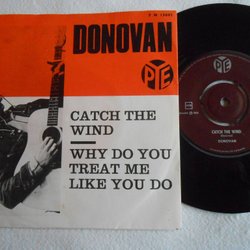 DONOVAN
PYE
CATCH THE
WIND
WHY DO YOU
TREAT ME
LIKE YOU DO
PYE
CATCH THE WIND
DONOVAN